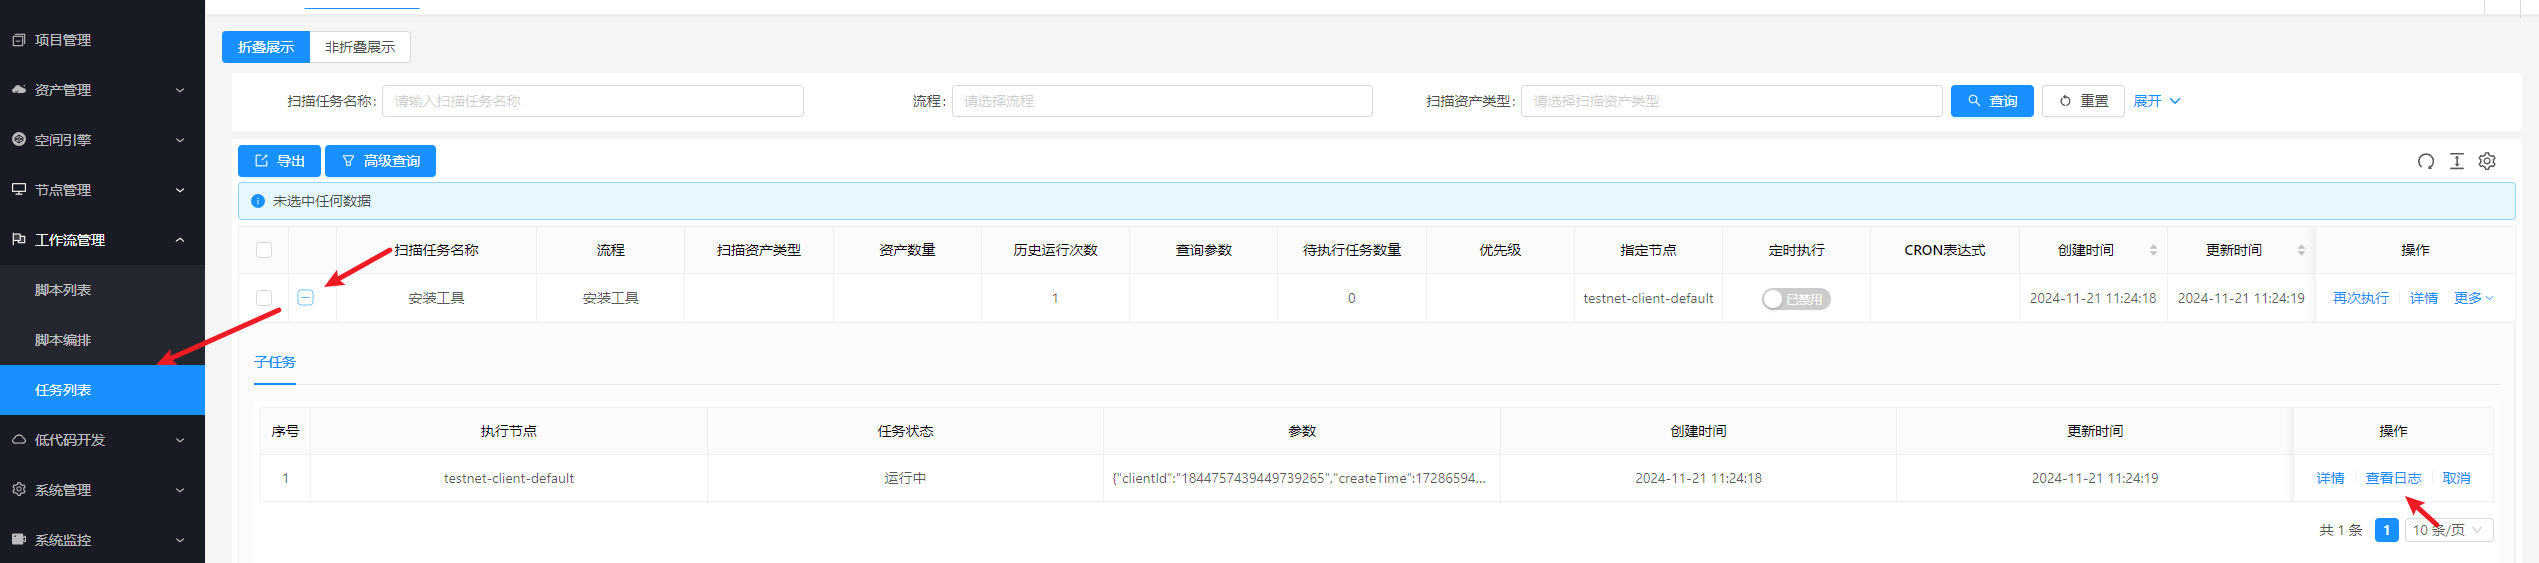 项目管理
资产管理
空间引擎
节点管理
工作流管理
脚本列表
脚本编排
任务列表
低代码开发
系统管理
系统监控
折叠展示 非折叠展示
扫描任务名称: 请输入扫描任务名称 流程: 请选择流程 扫描资产类型: 请选择扫描资产类型 查询 重置 展开
导出 高级查询
未选中任何数据
扫描任务名称 流程 扫描资产类型 资产数量 历史运行次数 查询参数 待执行任务数量 优先级 指定节点 定时执行 CRON表达式 创建时间 更新时间 操作
安装工具 安装工具 1 0 testnet-client-default 已禁用 2024-11-21 11:24:18 2024-11-21 11:24:19 再次执行 详情 更多
子任务
序号 执行节点 任务状态 参数 创建时间 更新时间 操作
1 testnet-client-default 运行中 {"clientId":"1844757439449739265","createTime":17286594... 2024-11-21 11:24:18 2024-11-21 11:24:19 详情 查看日志 取消
共 1 条 1 10 条/页